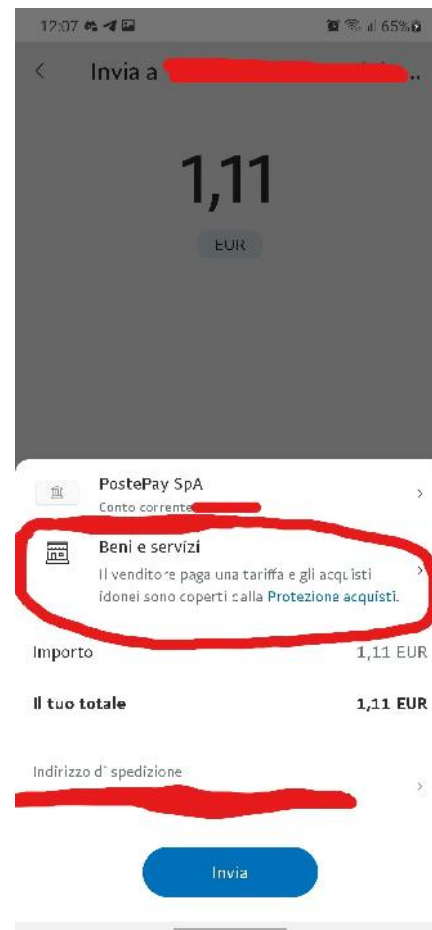 12:07 65%
Invia a ..
1,11
EUR
PostePay SpA
Conto corrente
Beni e servizi
Il venditore paga una tariffa e gli acquisti
idonei sono coperti dalla Protezione acquisti.
Importo 1,11 EUR
Il tuo totale 1,11 EUR
Indirizzo di spedizione
Invia